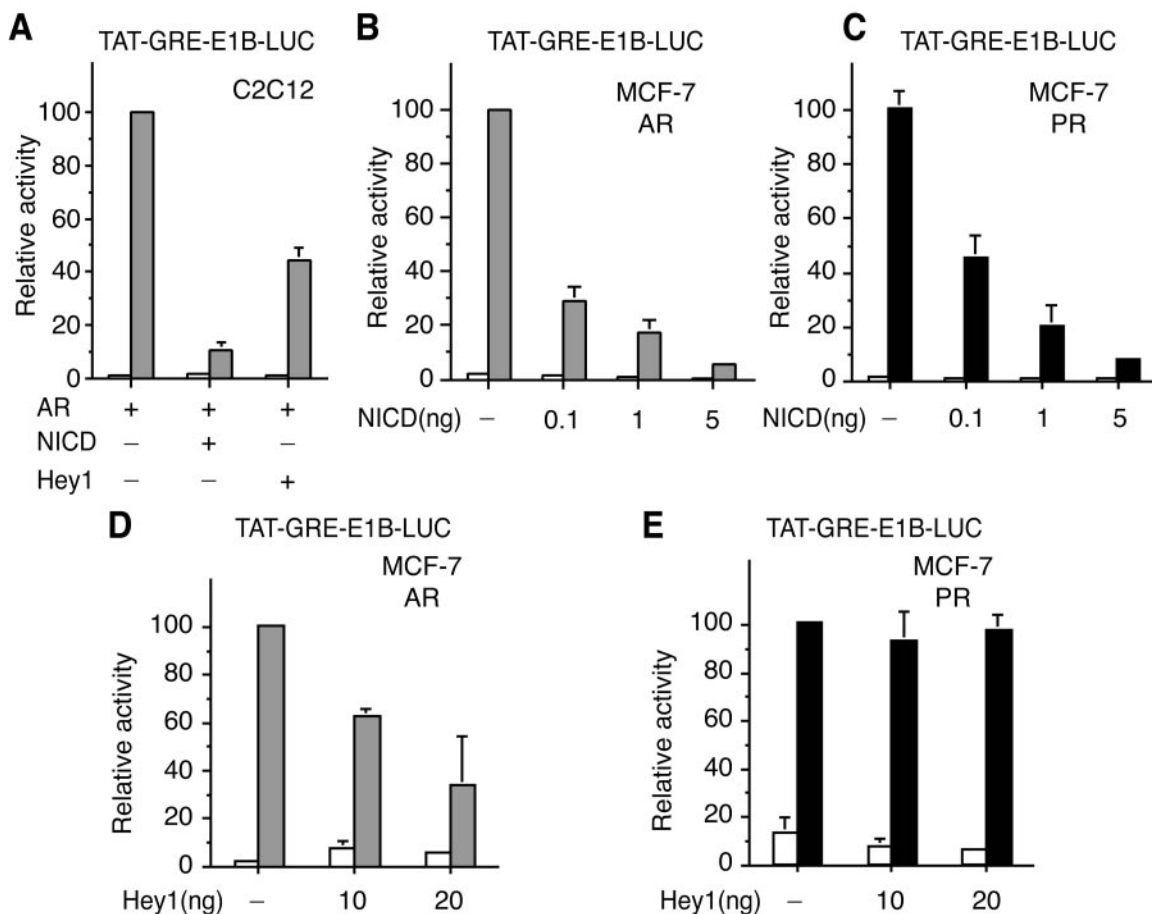 A
TAT-GRE-E1B-LUC
C2C12
Relative activity
100
80
60
40
20
0
AR + + +
NICD – + –
Hey1 – – +
B
TAT-GRE-E1B-LUC
MCF-7
AR
Relative activity
100
80
60
40
20
0
NICD(ng) – 0.1 1 5
C
TAT-GRE-E1B-LUC
MCF-7
PR
Relative activity
100
80
60
40
20
0
NICD(ng) – 0.1 1 5
D
TAT-GRE-E1B-LUC
MCF-7
AR
Relative activity
100
80
60
40
20
0
Hey1(ng) – 10 20
E
TAT-GRE-E1B-LUC
MCF-7
PR
Relative activity
100
80
60
40
20
0
Hey1(ng) – 10 20